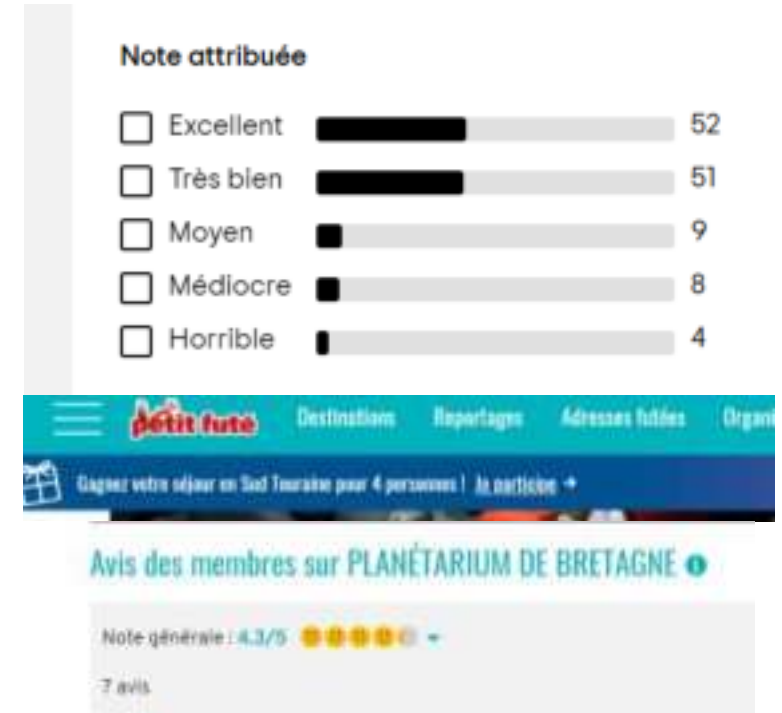 Note attribuée
Excellent 52
Très bien 51
Moyen 9
Médiocre 8
Horrible 4
petit futé Destinations Reportages Adresses futées Organi
Gagnez votre séjour en Sud Touraine pour 4 personnes ! Je participe →
Avis des membres sur PLANÉTARIUM DE BRETAGNE
Note générale : 4.3/5
7 avis